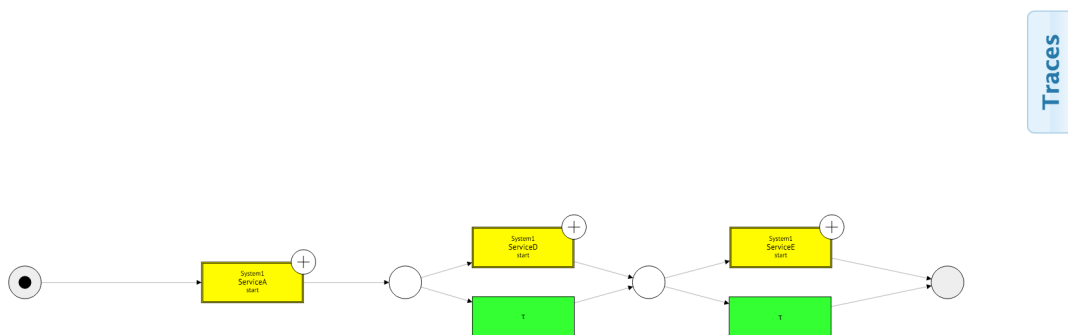 Traces
System1
ServiceA
start
System1
ServiceD
start
T
System1
ServiceE
start
T